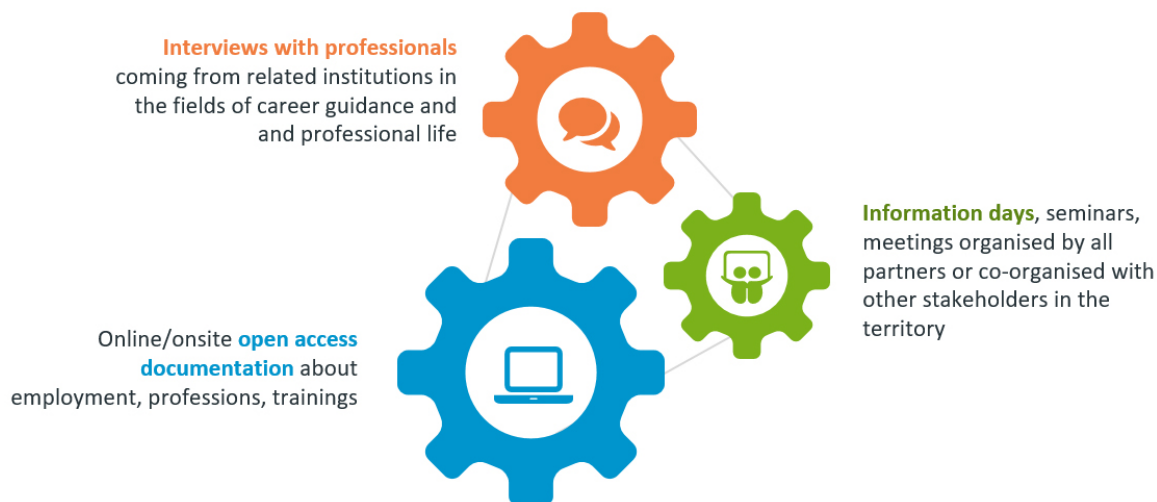 Interviews with professionals
coming from related institutions in
the fields of career guidance and
and professional life
Information days, seminars,
meetings organised by all
partners or co-organised with
other stakeholders in the
territory
Online/onsite open access
documentation about
employment, professions, trainings